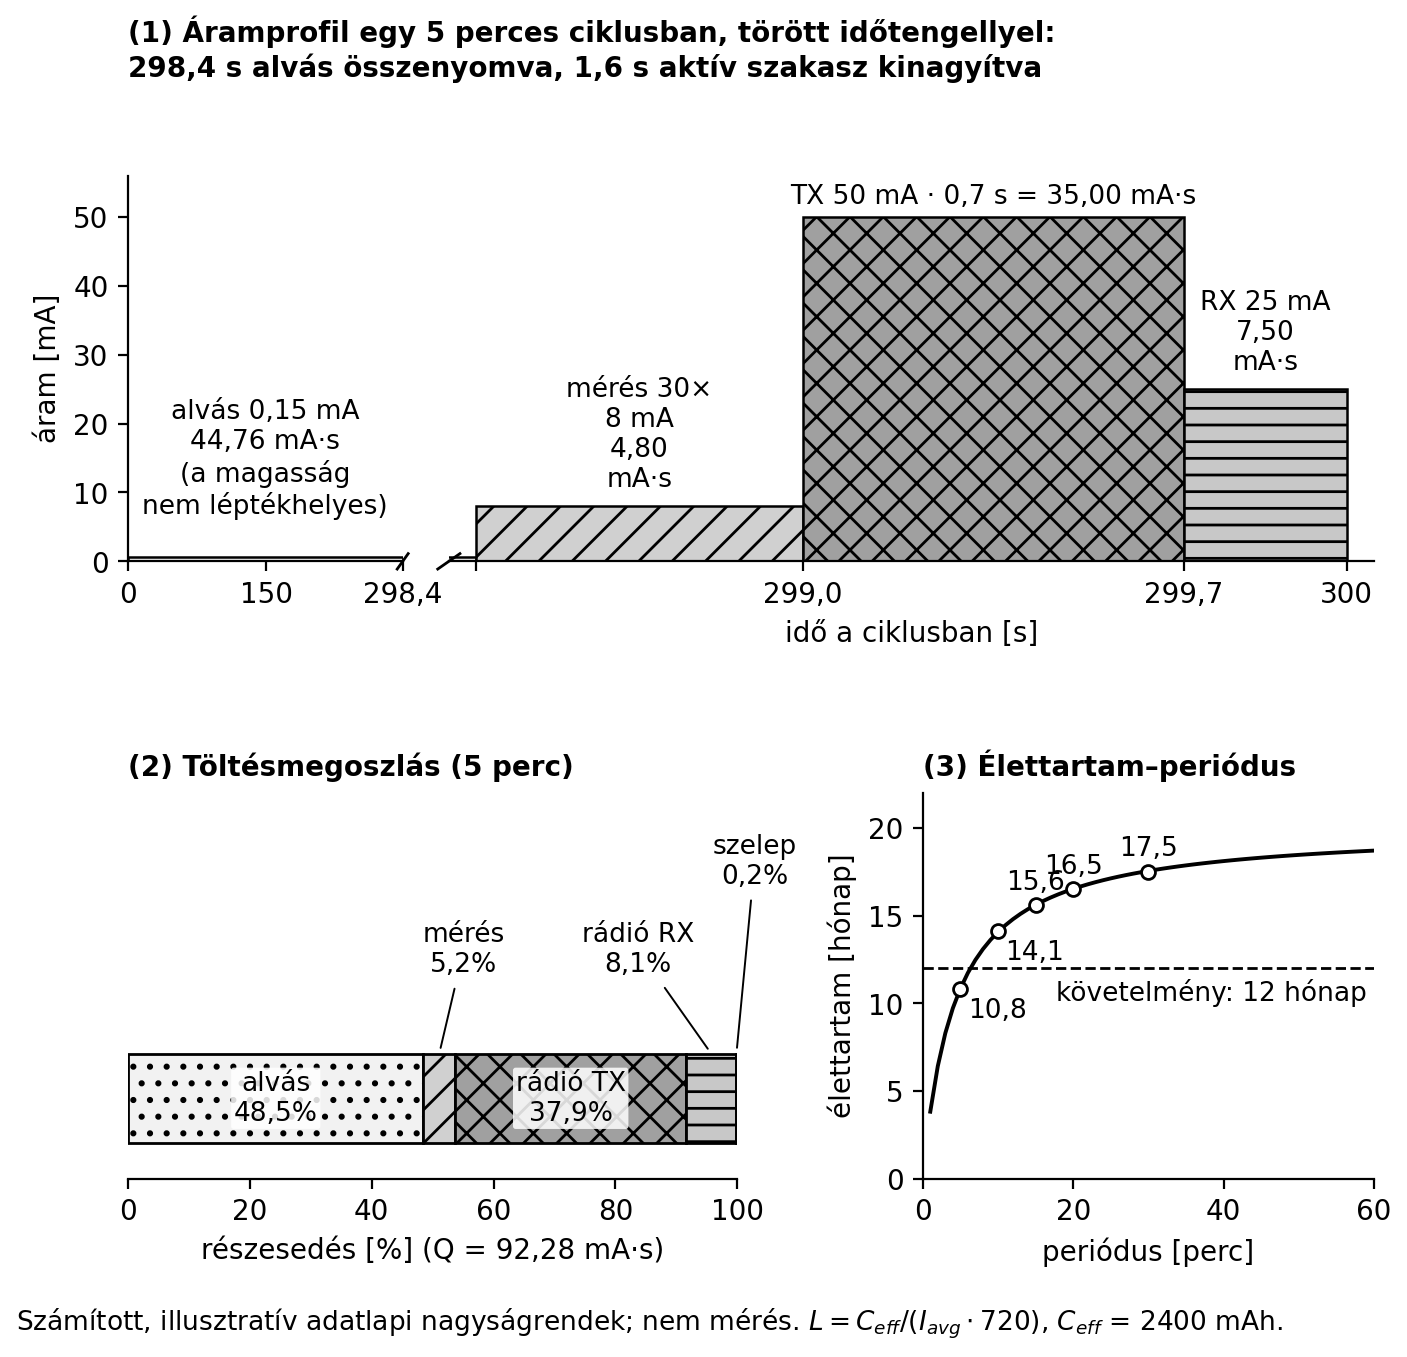 (1) Áramprofil egy 5 perces ciklusban, törött időtengellyel:
298,4 s alvás összenyomva, 1,6 s aktív szakasz kinagyítva
áram [mA]
50
40
30
20
10
0
alvás 0,15 mA
44,76 mA·s
(a magasság
nem léptékhelyes)
mérés 30×
8 mA
4,80
mA·s
TX 50 mA · 0,7 s = 35,00 mA·s
RX 25 mA
7,50
mA·s
0
150
298,4
299,0
299,7
300
idő a ciklusban [s]
(2) Töltésmegoszlás (5 perc)
szelep
0,2%
mérés
5,2%
rádió RX
8,1%
alvás
48,5%
rádió TX
37,9%
0
20
40
60
80
100
részesedés [%] (Q = 92,28 mA·s)
(3) Élettartam–periódus
élettartam [hónap]
20
15
10
5
0
17,5
16,5
15,6
14,1
10,8
követelmény: 12 hónap
0
20
40
60
periódus [perc]
Számított, illusztratív adatlapi nagyságrendek; nem mérés. L = C_eff/(I_avg · 720), C_eff = 2400 mAh.